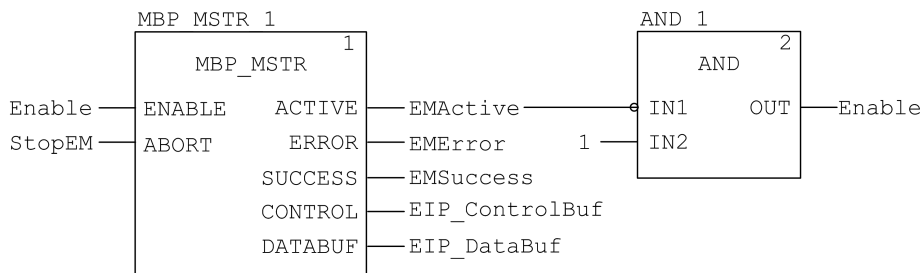 MBP_MSTR_1 AND_1
1 2
MBP_MSTR AND
Enable ENABLE ACTIVE EMActive IN1 OUT Enable
StopEM ABORT ERROR EMError 1 IN2
SUCCESS EMSuccess
CONTROL EIP_ControlBuf
DATABUF EIP_DataBuf